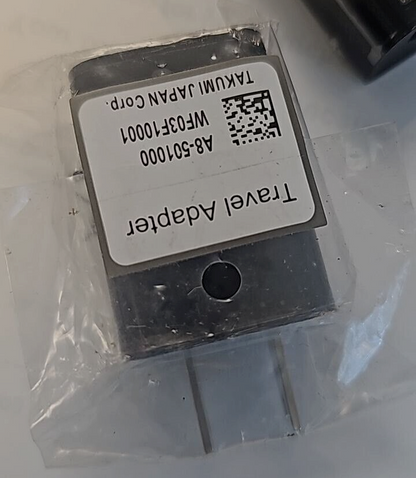 Travel Adapter
A8-501000
WF03F10001
TAKUMI JAPAN Corp.